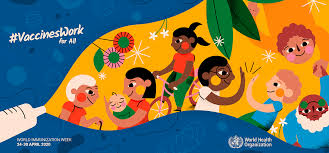 #VaccinesWork
for All
WORLD IMMUNIZATION WEEK
24-30 APRIL 2020
World Health
Organization